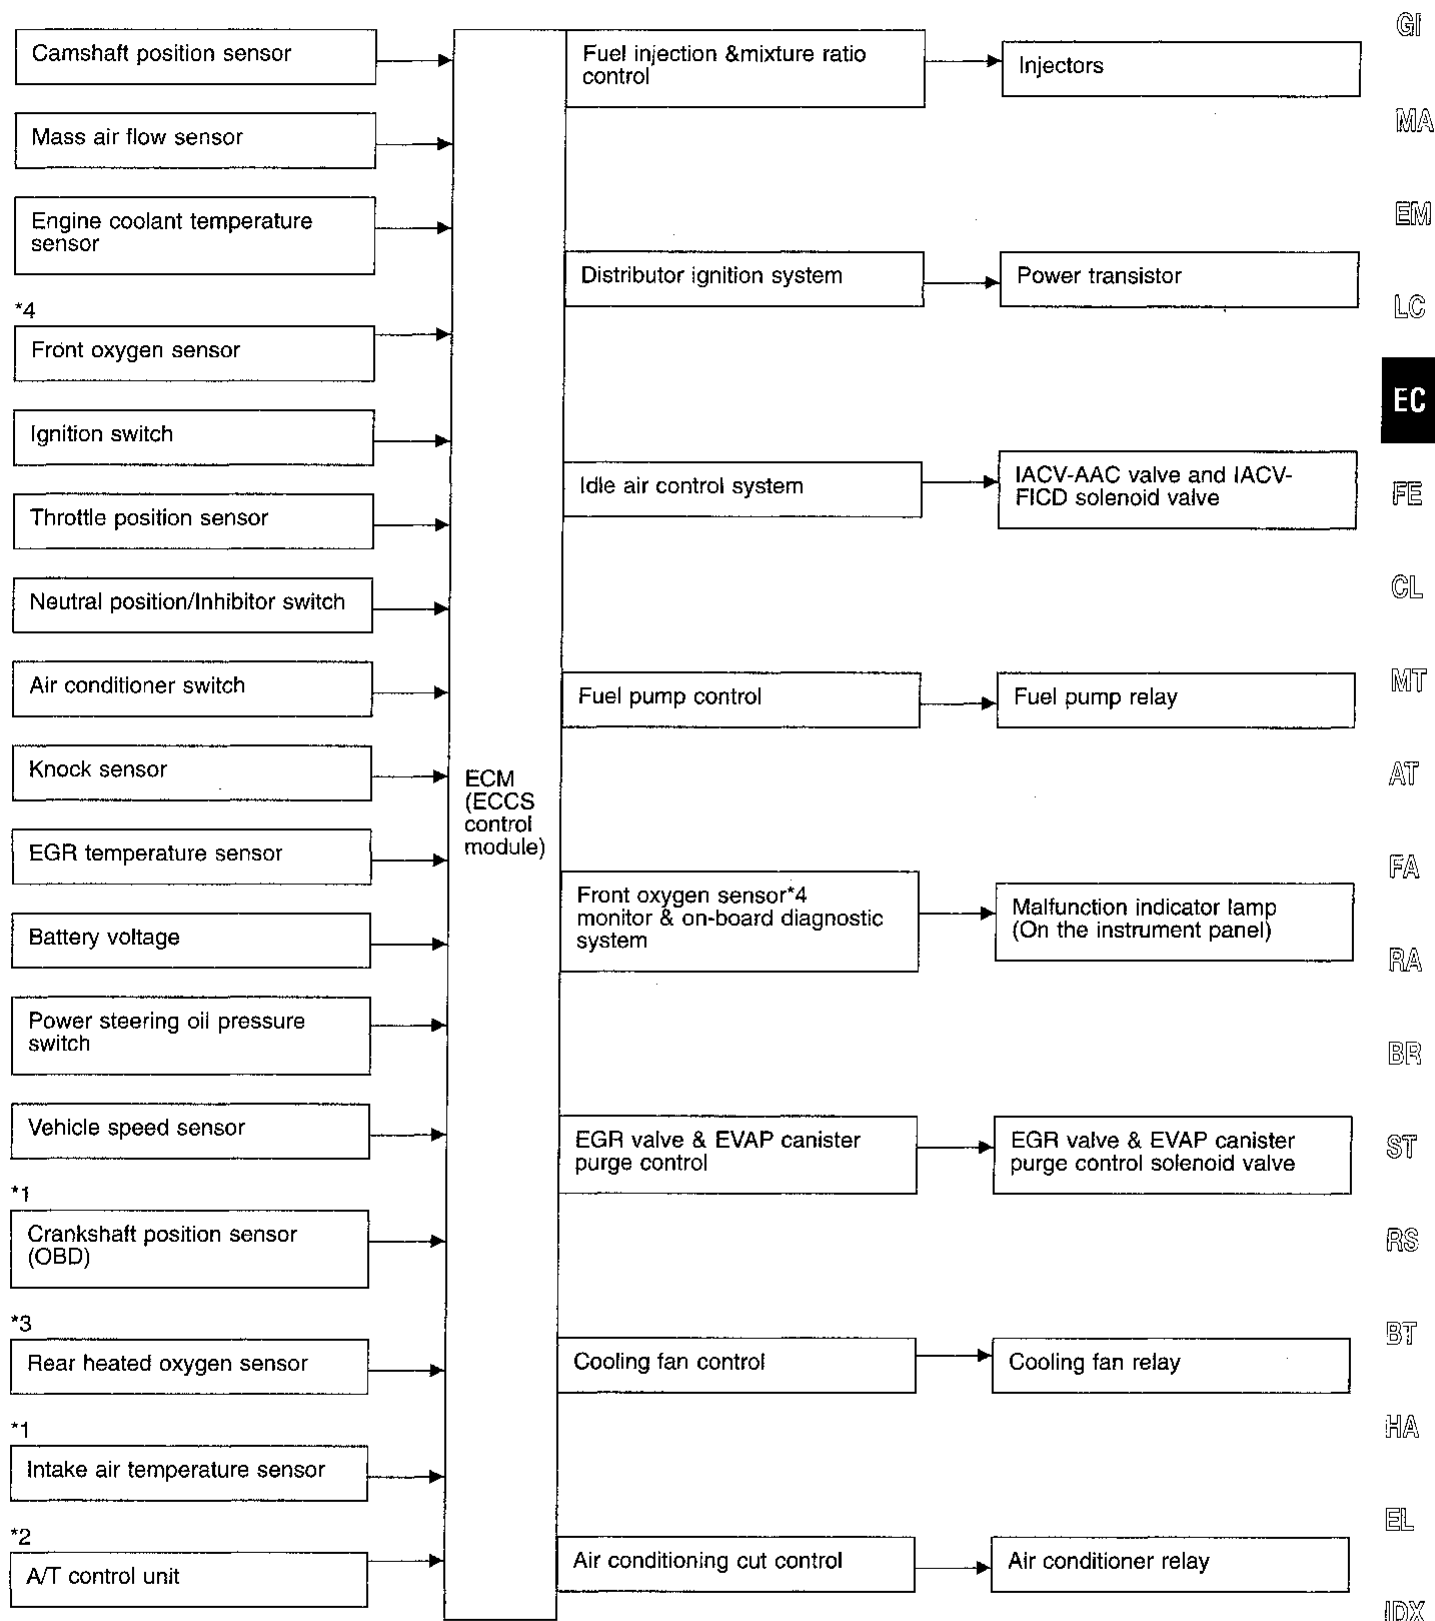 Camshaft position sensor
Mass air flow sensor
Engine coolant temperature
sensor
*4
Front oxygen sensor
Ignition switch
Throttle position sensor
Neutral position/Inhibitor switch
Air conditioner switch
Knock sensor
EGR temperature sensor
Battery voltage
Power steering oil pressure
switch
Vehicle speed sensor
*1
Crankshaft position sensor
(OBD)
*3
Rear heated oxygen sensor
*1
Intake air temperature sensor
*2
A/T control unit
ECM
(ECCS
control
module)
Fuel injection &mixture ratio
control
Injectors
Distributor ignition system
Power transistor
Idle air control system
IACV-AAC valve and IACV-
FICD solenoid valve
Fuel pump control
Fuel pump relay
Front oxygen sensor*4
monitor & on-board diagnostic
system
Malfunction indicator lamp
(On the instrument panel)
EGR valve & EVAP canister
purge control
EGR valve & EVAP canister
purge control solenoid valve
Cooling fan control
Cooling fan relay
Air conditioning cut control
Air conditioner relay
GI
MA
EM
LC
EC
FE
CL
MT
AT
FA
RA
BR
ST
RS
BT
HA
EL
IDX